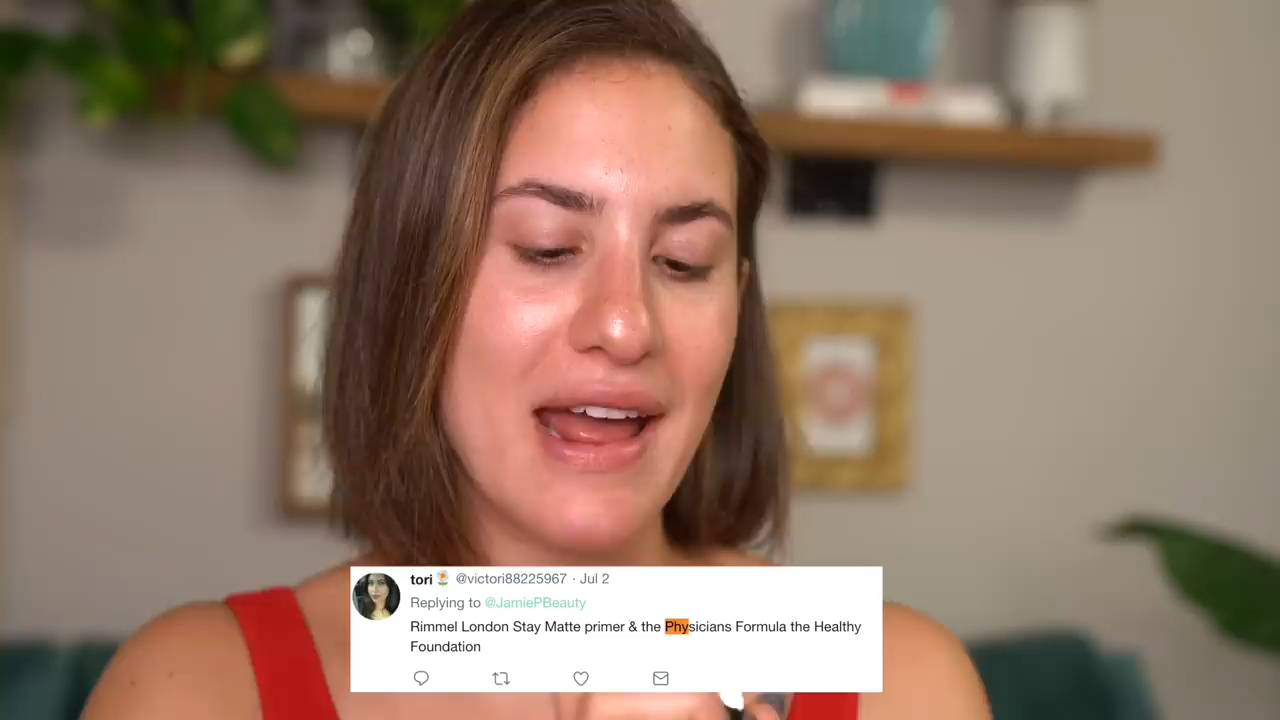 tori @victori88225967 · Jul 2
Replying to @JamiePBeauty
Rimmel London Stay Matte primer & the Physicians Formula the Healthy
Foundation